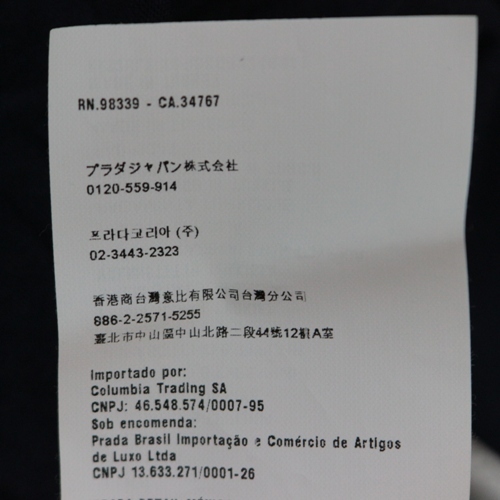 RN.98339 - CA.34767
プラダジャパン株式会社
0120-559-914
프라다코리아 (주)
02-3443-2323
香港商台灣意比有限公司台灣分公司
886-2-2571-5255
臺北市中山區中山北路二段44號12樓A室
Importado por:
Columbia Trading SA
CNPJ: 46.548.574/0007-95
Sob encomenda:
Prada Brasil Importação e Comércio de Artigos
de Luxo Ltda
CNPJ 13.633.271/0001-26